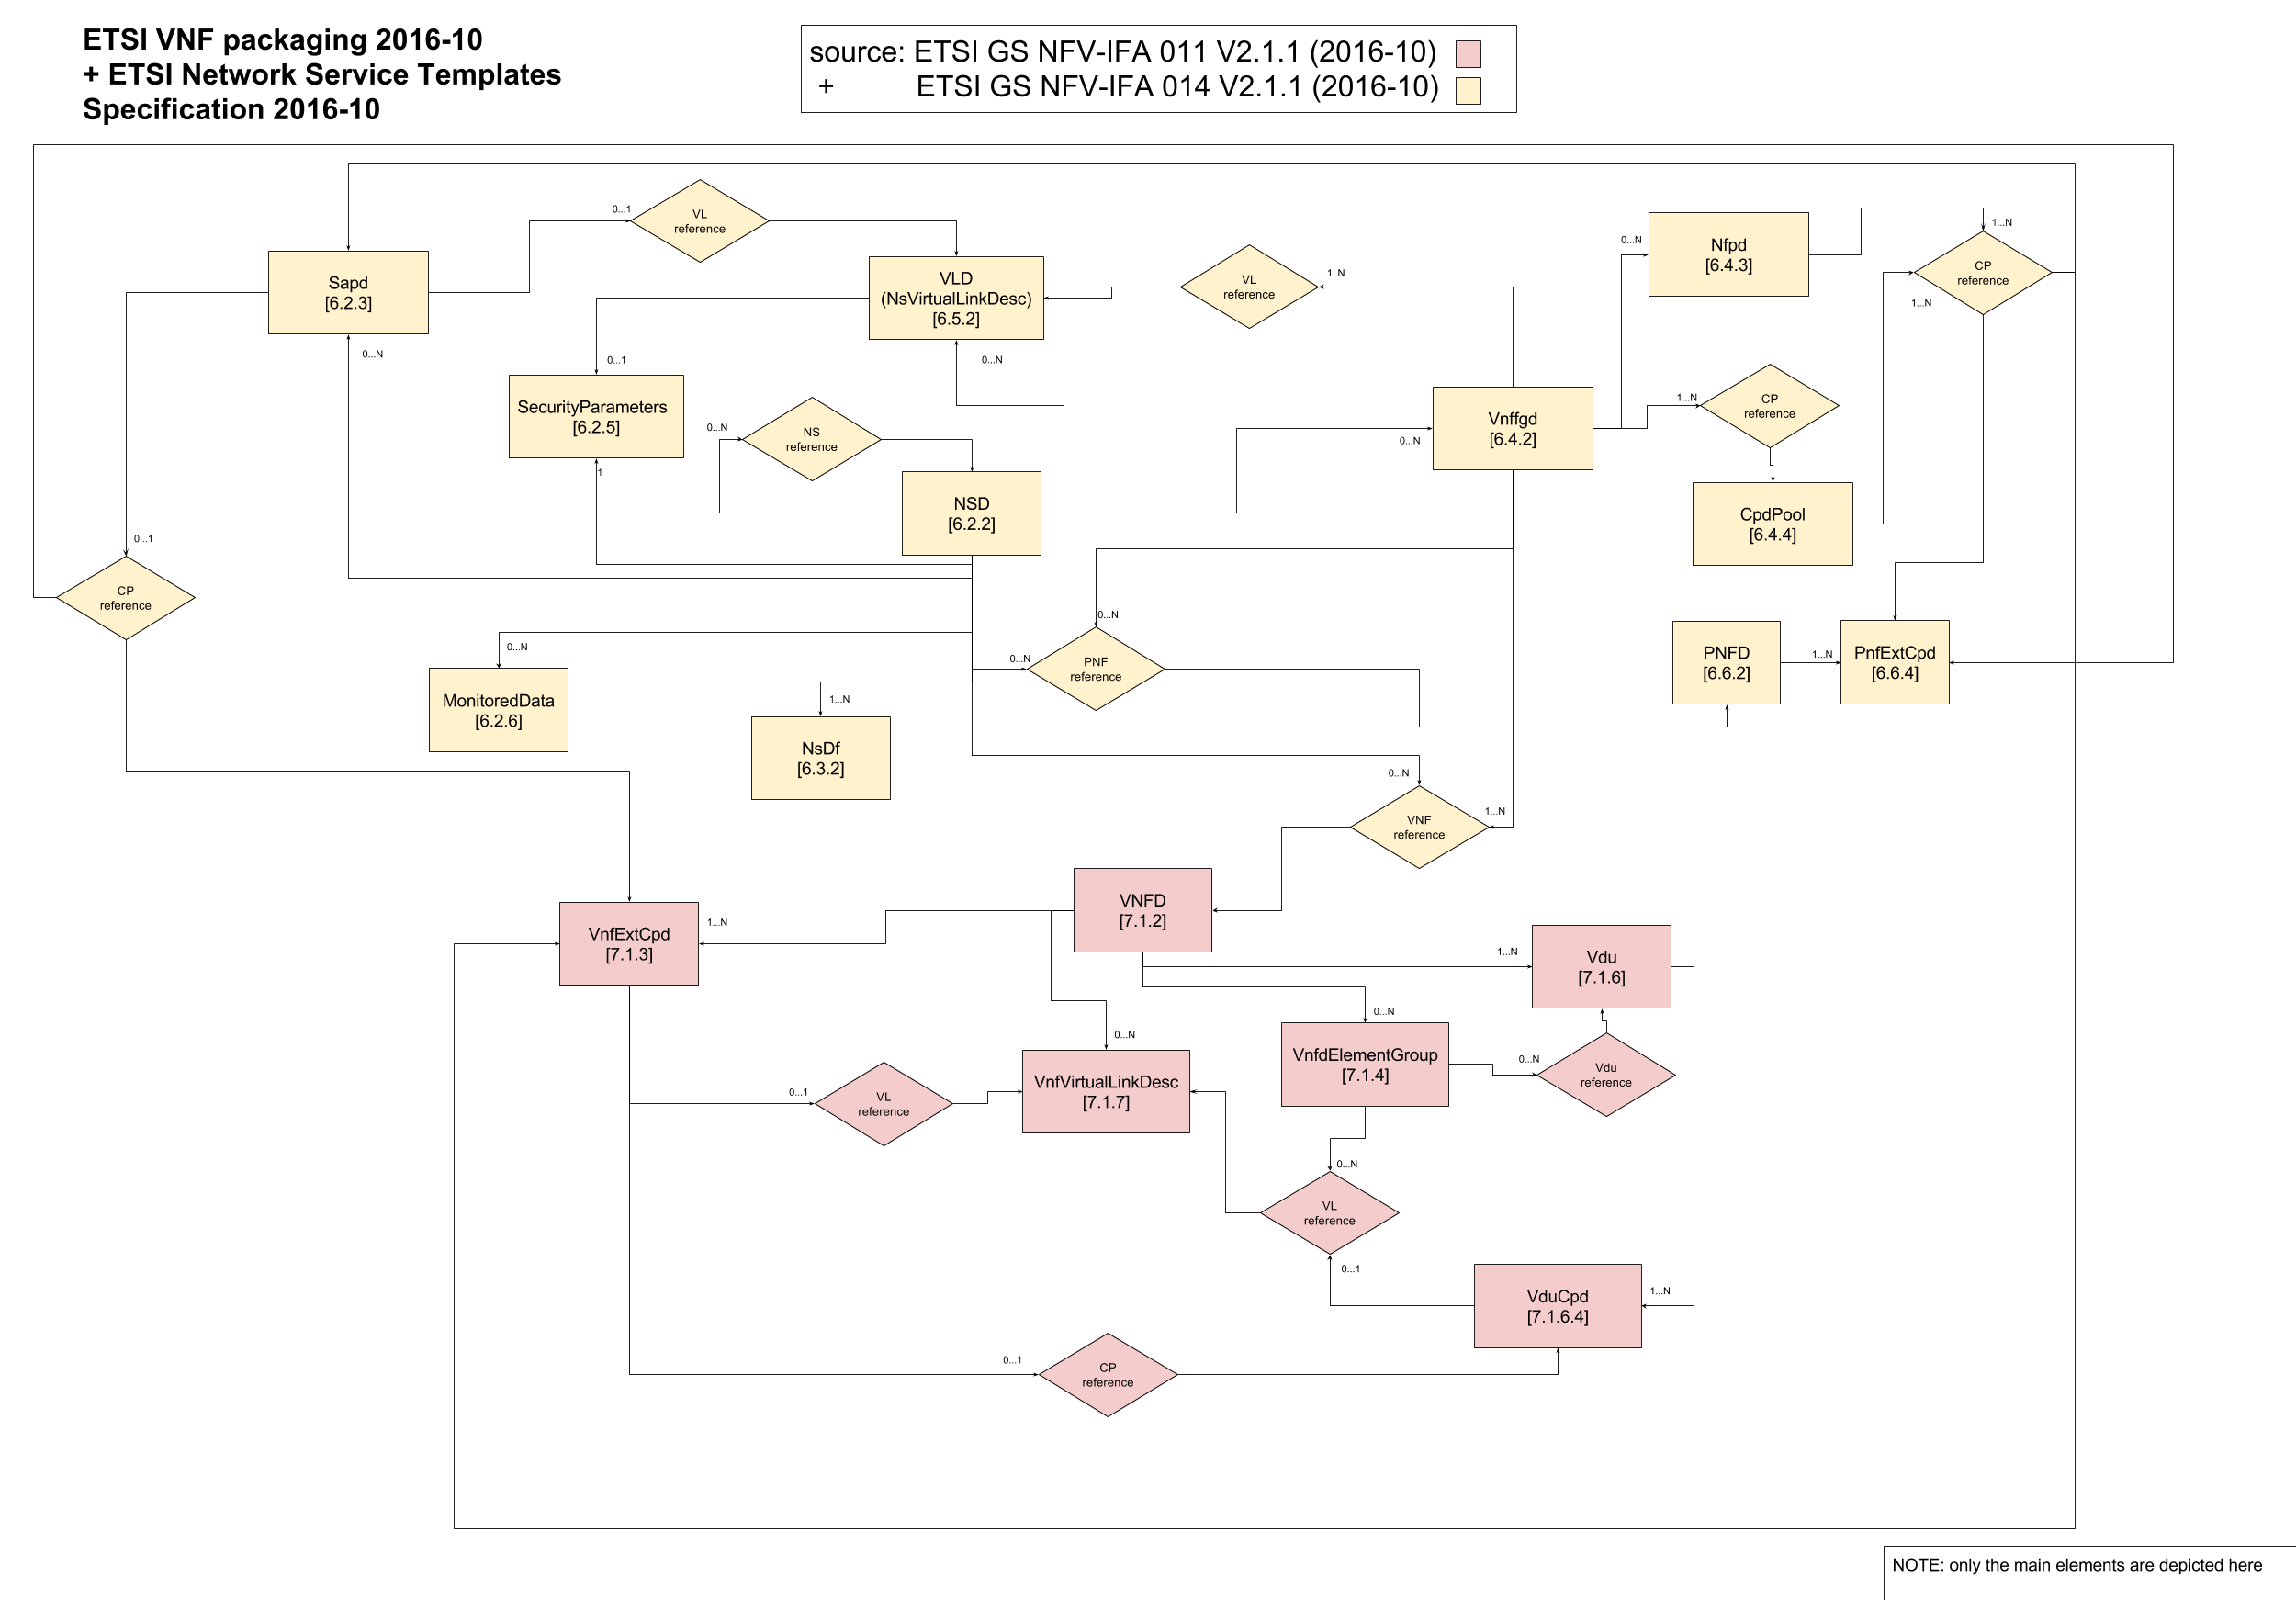 ETSI VNF packaging 2016-10
+ ETSI Network Service Templates
Specification 2016-10
source: ETSI GS NFV-IFA 011 V2.1.1 (2016-10)
+ ETSI GS NFV-IFA 014 V2.1.1 (2016-10)
0...1
VL
reference
Sapd
[6.2.3]
0...N
VLD
(NsVirtualLinkDesc)
[6.5.2]
0...N
VL
reference
1..N
0...N
Nfpd
[6.4.3]
1...N
CP
reference
1...N
0...1
SecurityParameters
[6.2.5]
1
0...N
NS
reference
NSD
[6.2.2]
0...N
Vnffgd
[6.4.2]
1...N
CP
reference
CpdPool
[6.4.4]
0...1
CP
reference
0...N
MonitoredData
[6.2.6]
1...N
NsDf
[6.3.2]
0...N
0...N
PNF
reference
PNFD
[6.6.2]
1...N
PnfExtCpd
[6.6.4]
0...N
1...N
VNF
reference
VnfExtCpd
[7.1.3]
1...N
VNFD
[7.1.2]
1...N
Vdu
[7.1.6]
0...N
0...N
VnfdElementGroup
[7.1.4]
0...N
Vdu
reference
0...1
VL
reference
VnfVirtualLinkDesc
[7.1.7]
0...N
VL
reference
0...1
VduCpd
[7.1.6.4]
1...N
0...1
CP
reference
NOTE: only the main elements are depicted here